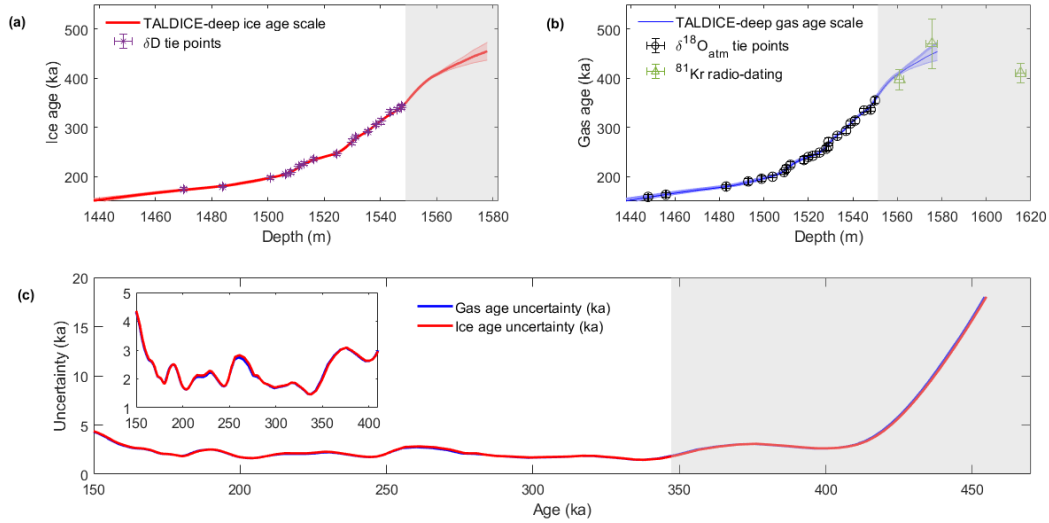 (a)
TALDICE-deep ice age scale
δD tie points
550
500
400
300
200
Ice age (ka)
1440 1460 1480 1500 1520 1540 1560 1580
Depth (m)
(b)
TALDICE-deep gas age scale
δ¹⁸Oatm tie points
⁸¹Kr radio-dating
550
500
400
300
200
Gas age (ka)
1440 1460 1480 1500 1520 1540 1560 1580 1600 1620
Depth (m)
(c)
Gas age uncertainty (ka)
Ice age uncertainty (ka)
20
15
10
5
0
Uncertainty (ka)
5
4
3
2
1
150 200 250 300 350 400
150 200 250 300 350 400 450
Age (ka)